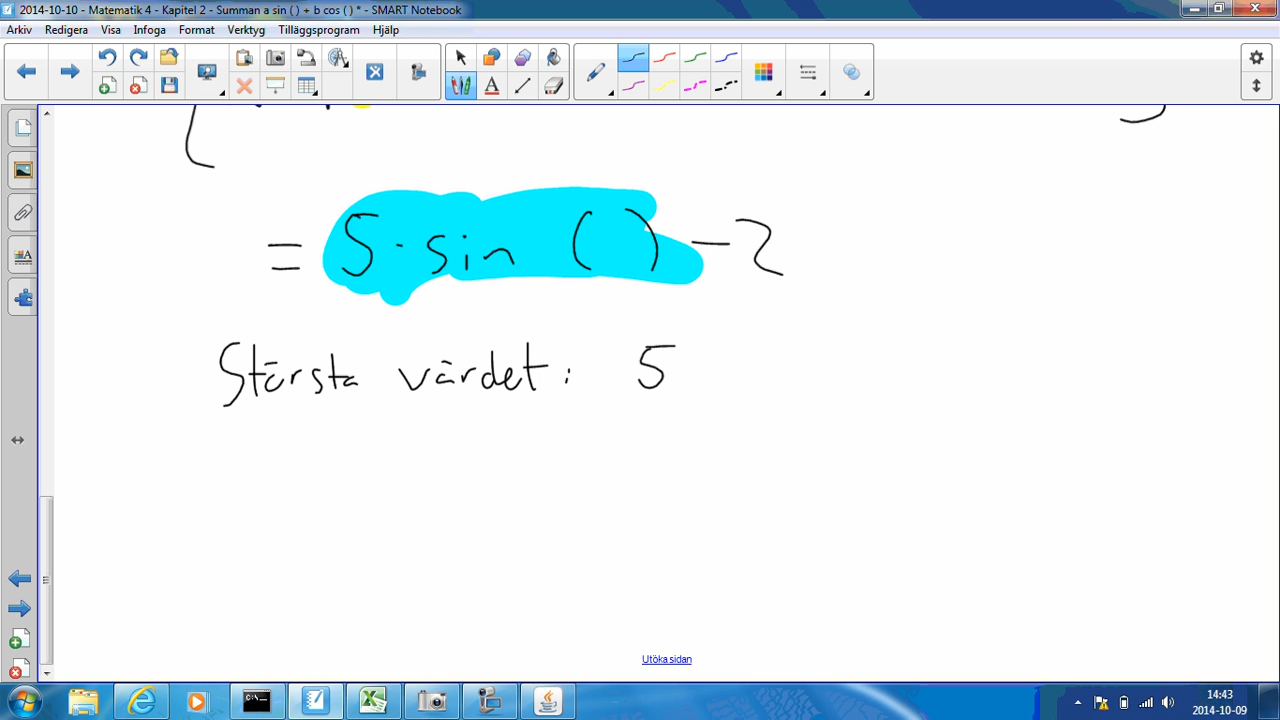 2014-10-10 - Matematik 4 - Kapitel 2 - Summan a sin ( ) + b cos ( ) * - SMART Notebook
Arkiv Redigera Visa Infoga Format Verktyg Tilläggsprogram Hjälp
= 5 · sin ( ) - 2
Största värdet: 5
Utöka sidan
14:43
2014-10-09